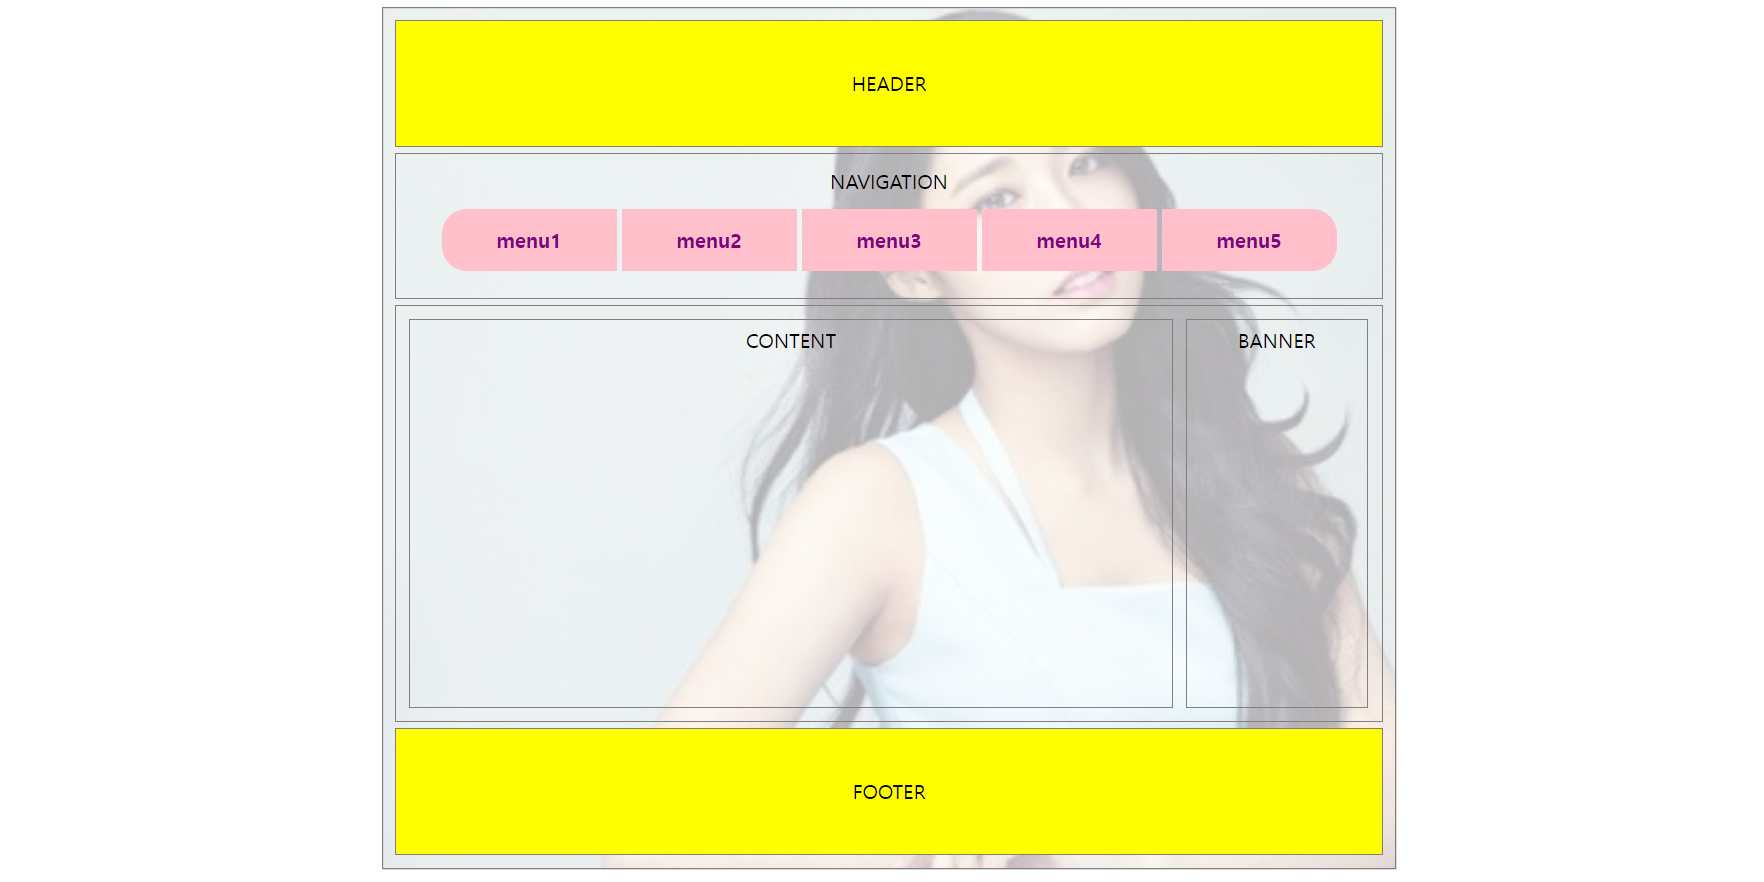 HEADER
NAVIGATION
menu1 menu2 menu3 menu4 menu5
CONTENT BANNER
FOOTER